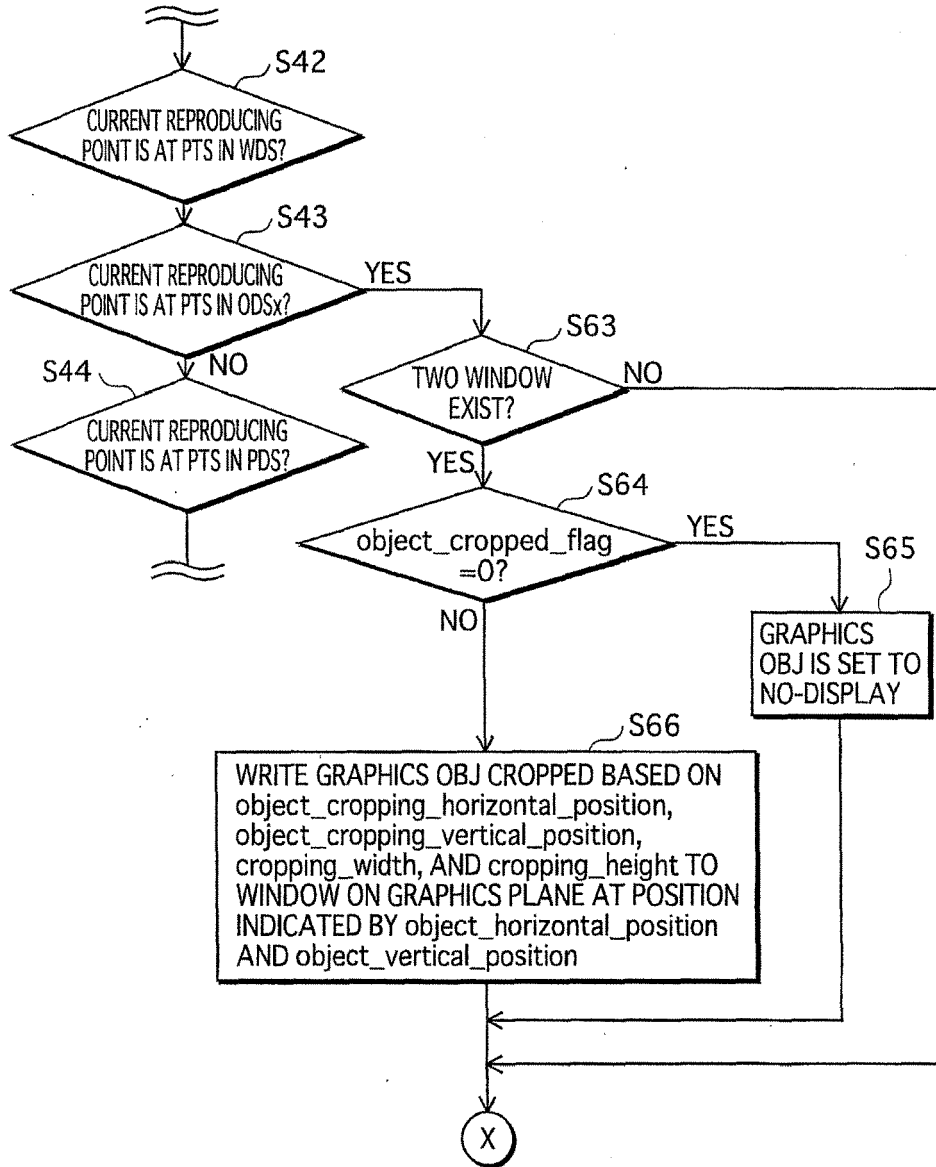 S42
CURRENT REPRODUCING
POINT IS AT PTS IN WDS?
S43
CURRENT REPRODUCING
POINT IS AT PTS IN ODSx?
YES
NO
S63
TWO WINDOW
EXIST?
NO
YES
S44
CURRENT REPRODUCING
POINT IS AT PTS IN PDS?
S64
object_cropped_flag
=0?
YES
NO
S65
GRAPHICS
OBJ IS SET TO
NO-DISPLAY
S66
WRITE GRAPHICS OBJ CROPPED BASED ON
object_cropping_horizontal_position,
object_cropping_vertical_position,
cropping_width, AND cropping_height TO
WINDOW ON GRAPHICS PLANE AT POSITION
INDICATED BY object_horizontal_position
AND object_vertical_position
X